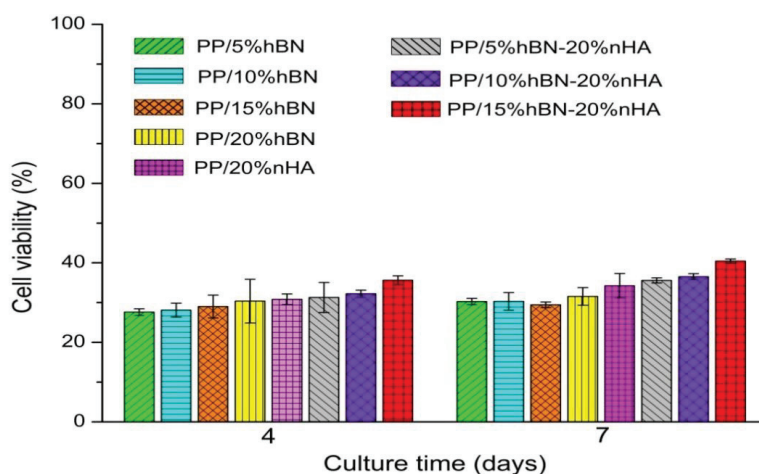 100
80
60
40
20
0
Cell viability (%)
PP/5%hBN
PP/10%hBN
PP/15%hBN
PP/20%hBN
PP/20%nHA
PP/5%hBN-20%nHA
PP/10%hBN-20%nHA
PP/15%hBN-20%nHA
4 7
Culture time (days)